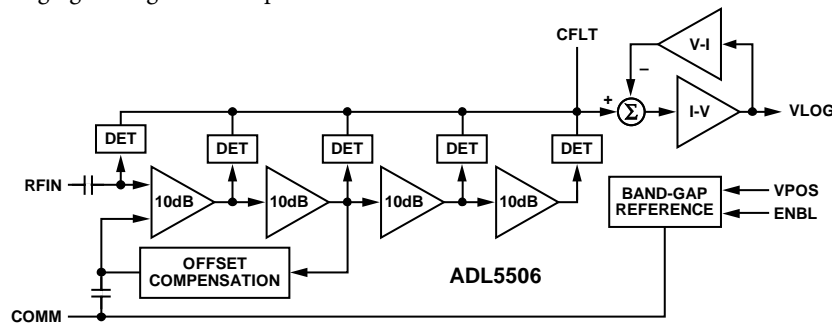 CFLT
V-I
–
+
Σ
I-V
VLOG
DET
DET
DET
DET
DET
RFIN
10dB
10dB
10dB
10dB
BAND-GAP
REFERENCE
VPOS
ENBL
OFFSET
COMPENSATION
ADL5506
COMM